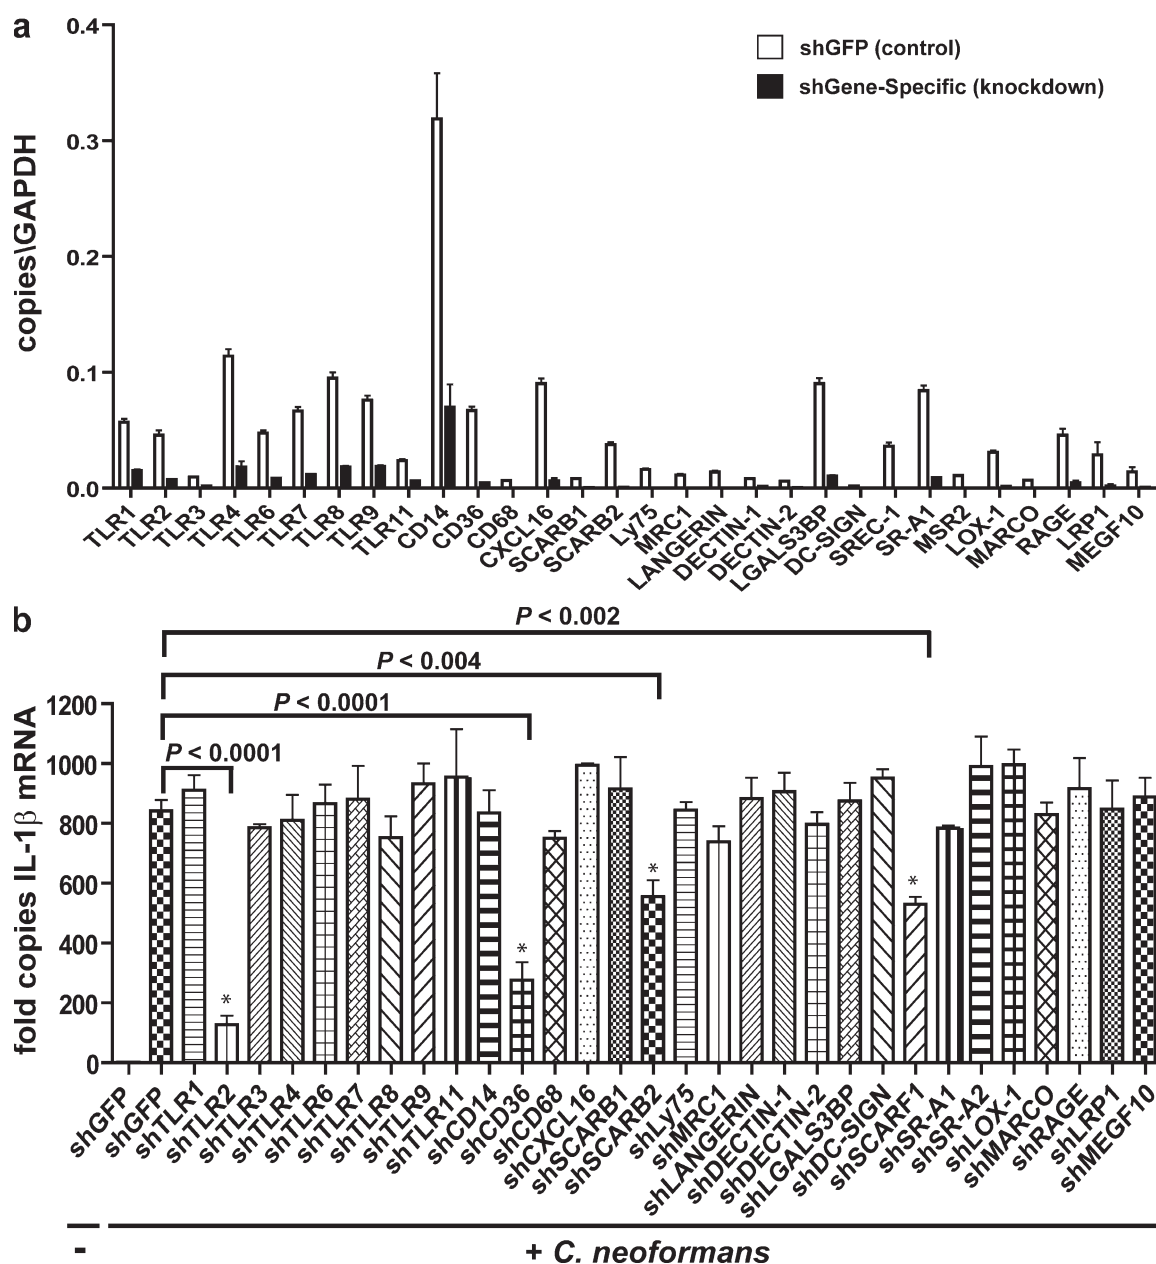 a
0.4
0.3
0.2
0.1
0.0
copies\GAPDH
shGFP (control)
shGene-Specific (knockdown)
TLR1
TLR2
TLR3
TLR4
TLR6
TLR7
TLR8
TLR9
TLR11
CD14
CD36
CD68
CXCL16
SCARB1
SCARB2
Ly75
MRC1
LANGERIN
DECTIN-1
DECTIN-2
LGALS3BP
DC-SIGN
SREC-1
SR-A1
MSR2
LOX-1
MARCO
RAGE
LRP1
MEGF10
b
P < 0.002
P < 0.004
P < 0.0001
P < 0.0001
1200
1000
800
600
400
200
0
fold copies IL-1β mRNA
*
*
*
*
shGFP
shGFP
shTLR1
shTLR2
shTLR3
shTLR4
shTLR6
shTLR7
shTLR8
shTLR9
shTLR11
shCD14
shCD36
shCD68
shCXCL16
shSCARB1
shSCARB2
shLy75
shMRC1
shLANGERIN
shDECTIN-1
shDECTIN-2
shLGALS3BP
shDC-SIGN
shSCARF1
shSR-A1
shSR-A2
shLOX-1
shMARCO
shRAGE
shLRP1
shMEGF10
-
+ C. neoformans